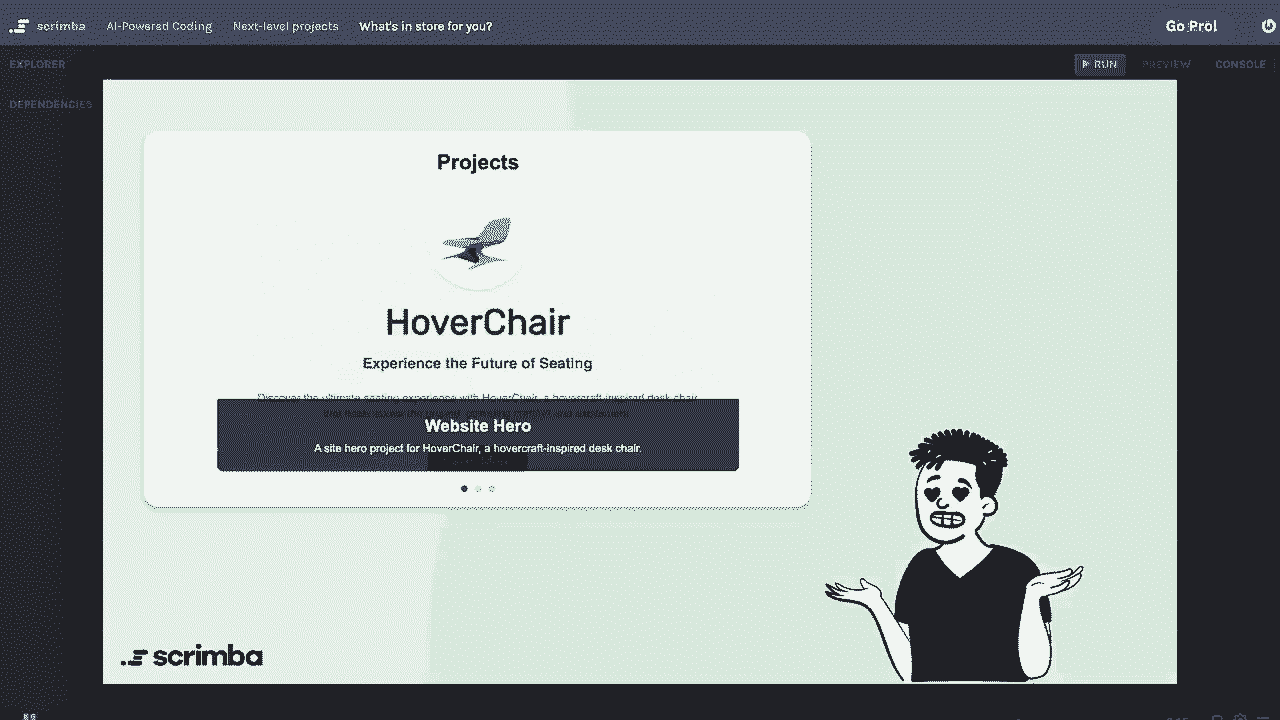 scrimba AI-Powered Coding Next-level projects What's in store for you? Go Pro!
EXPLORER RUN PREVIEW CONSOLE
DEPENDENCIES
Projects
HoverChair
Experience the Future of Seating
Discover the ultimate seating experience with HoverChair, a hovercraft-inspired desk chair
Website Hero
A site hero project for HoverChair, a hovercraft-inspired desk chair.
scrimba